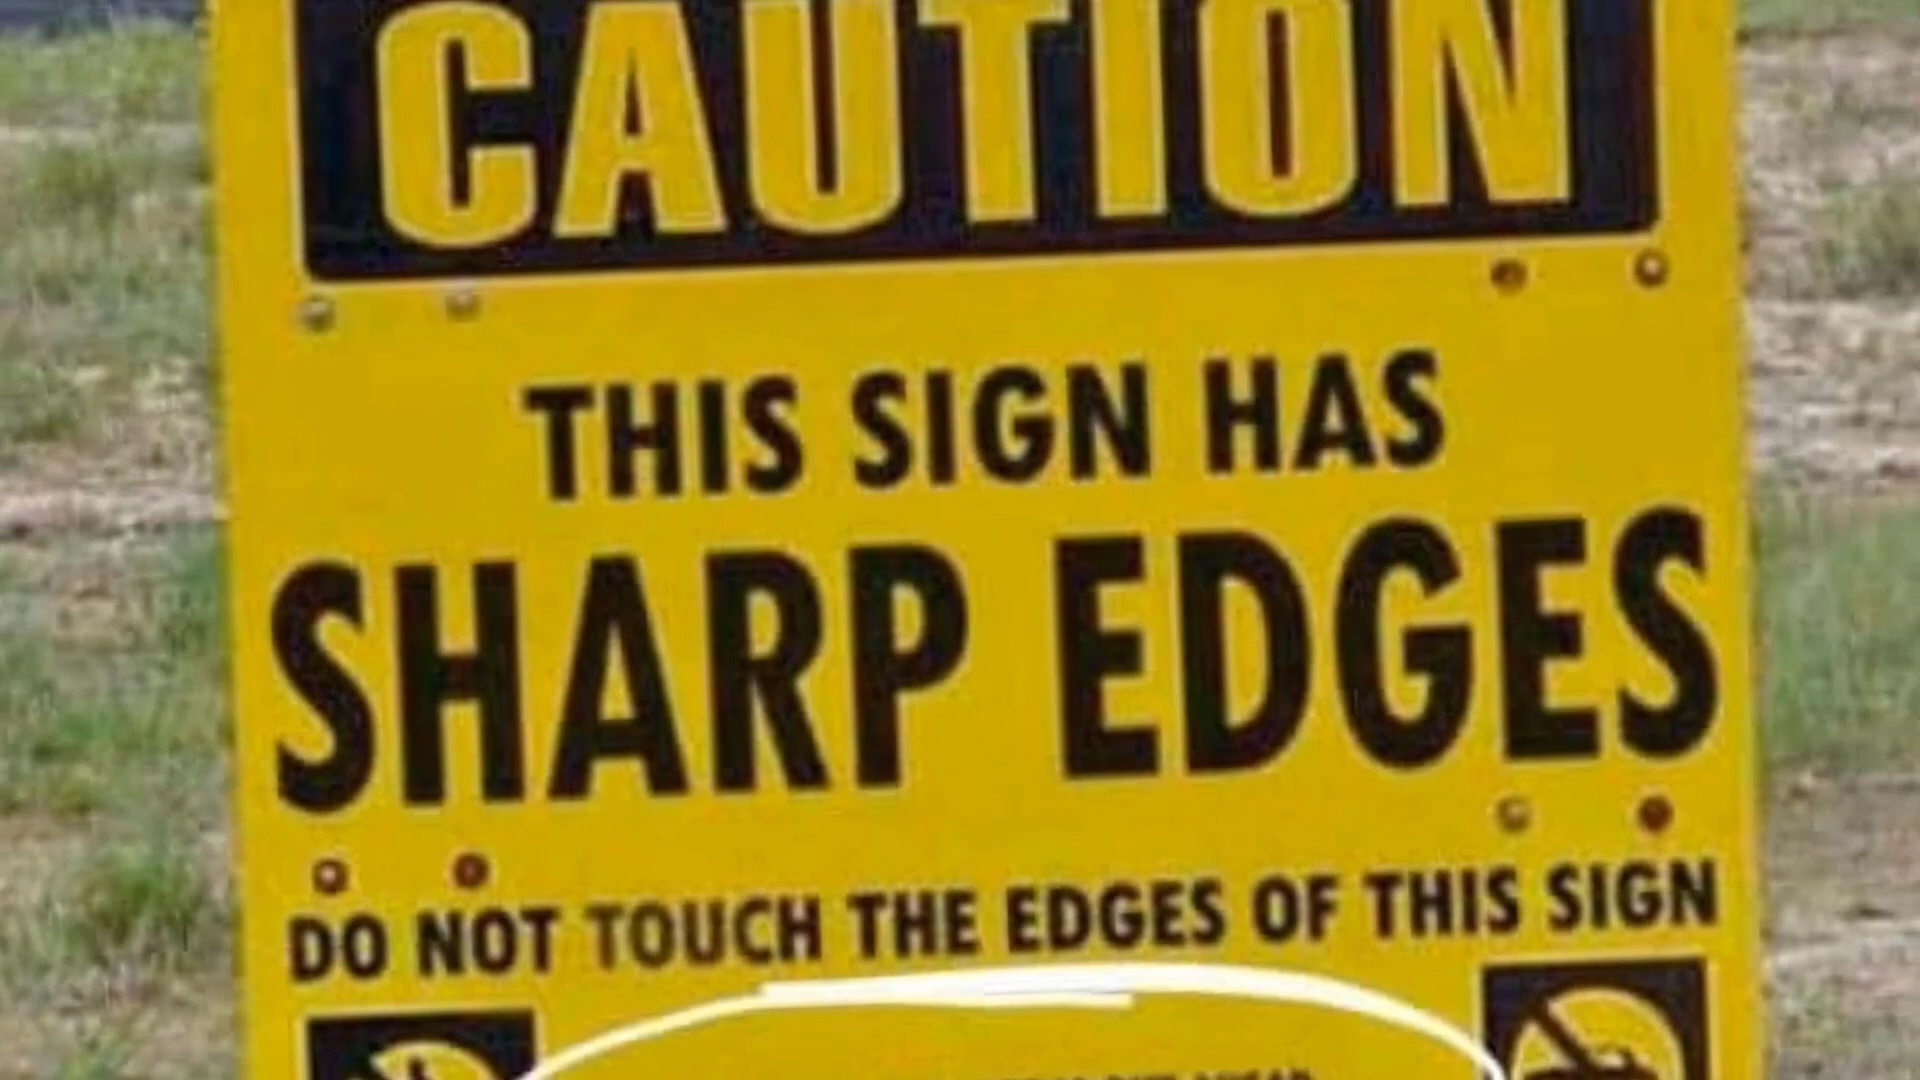 CAUTION
THIS SIGN HAS
SHARP EDGES
DO NOT TOUCH THE EDGES OF THIS SIGN